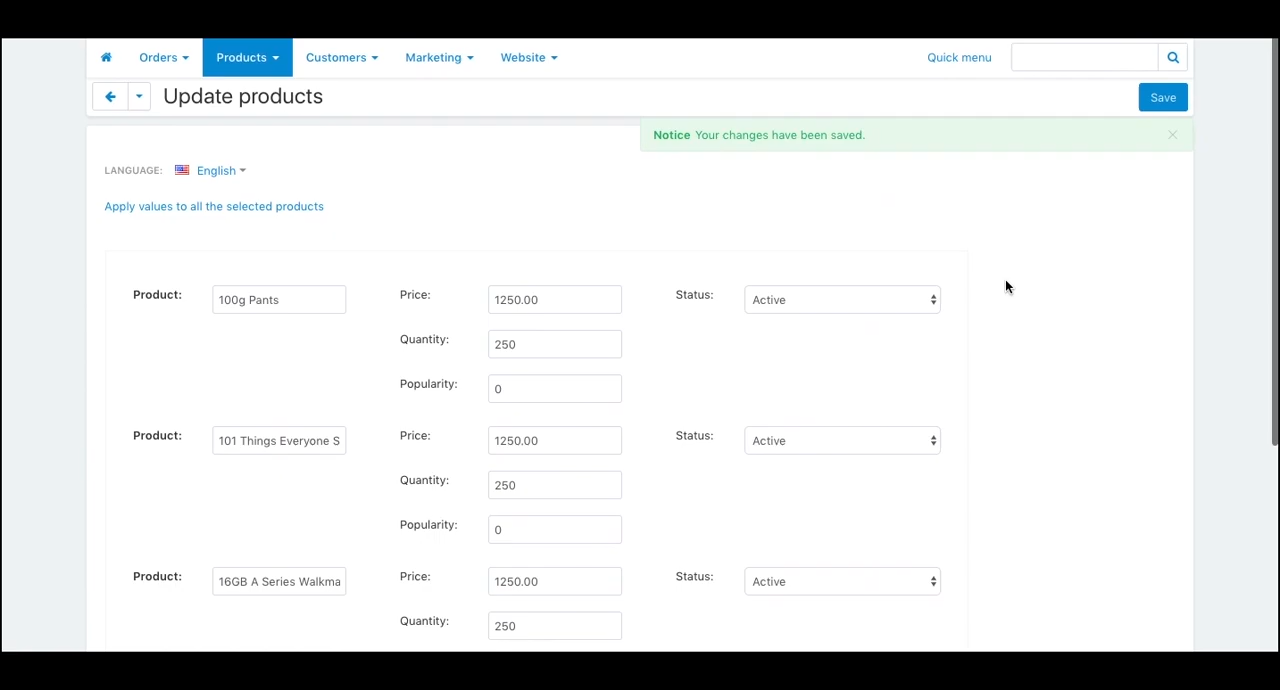 Orders Products Customers Marketing Website Quick menu
Update products Save
Notice Your changes have been saved.
LANGUAGE: English
Apply values to all the selected products
Product: 100g Pants Price: 1250.00 Status: Active
Quantity: 250
Popularity: 0
Product: 101 Things Everyone S Price: 1250.00 Status: Active
Quantity: 250
Popularity: 0
Product: 16GB A Series Walkma Price: 1250.00 Status: Active
Quantity: 250